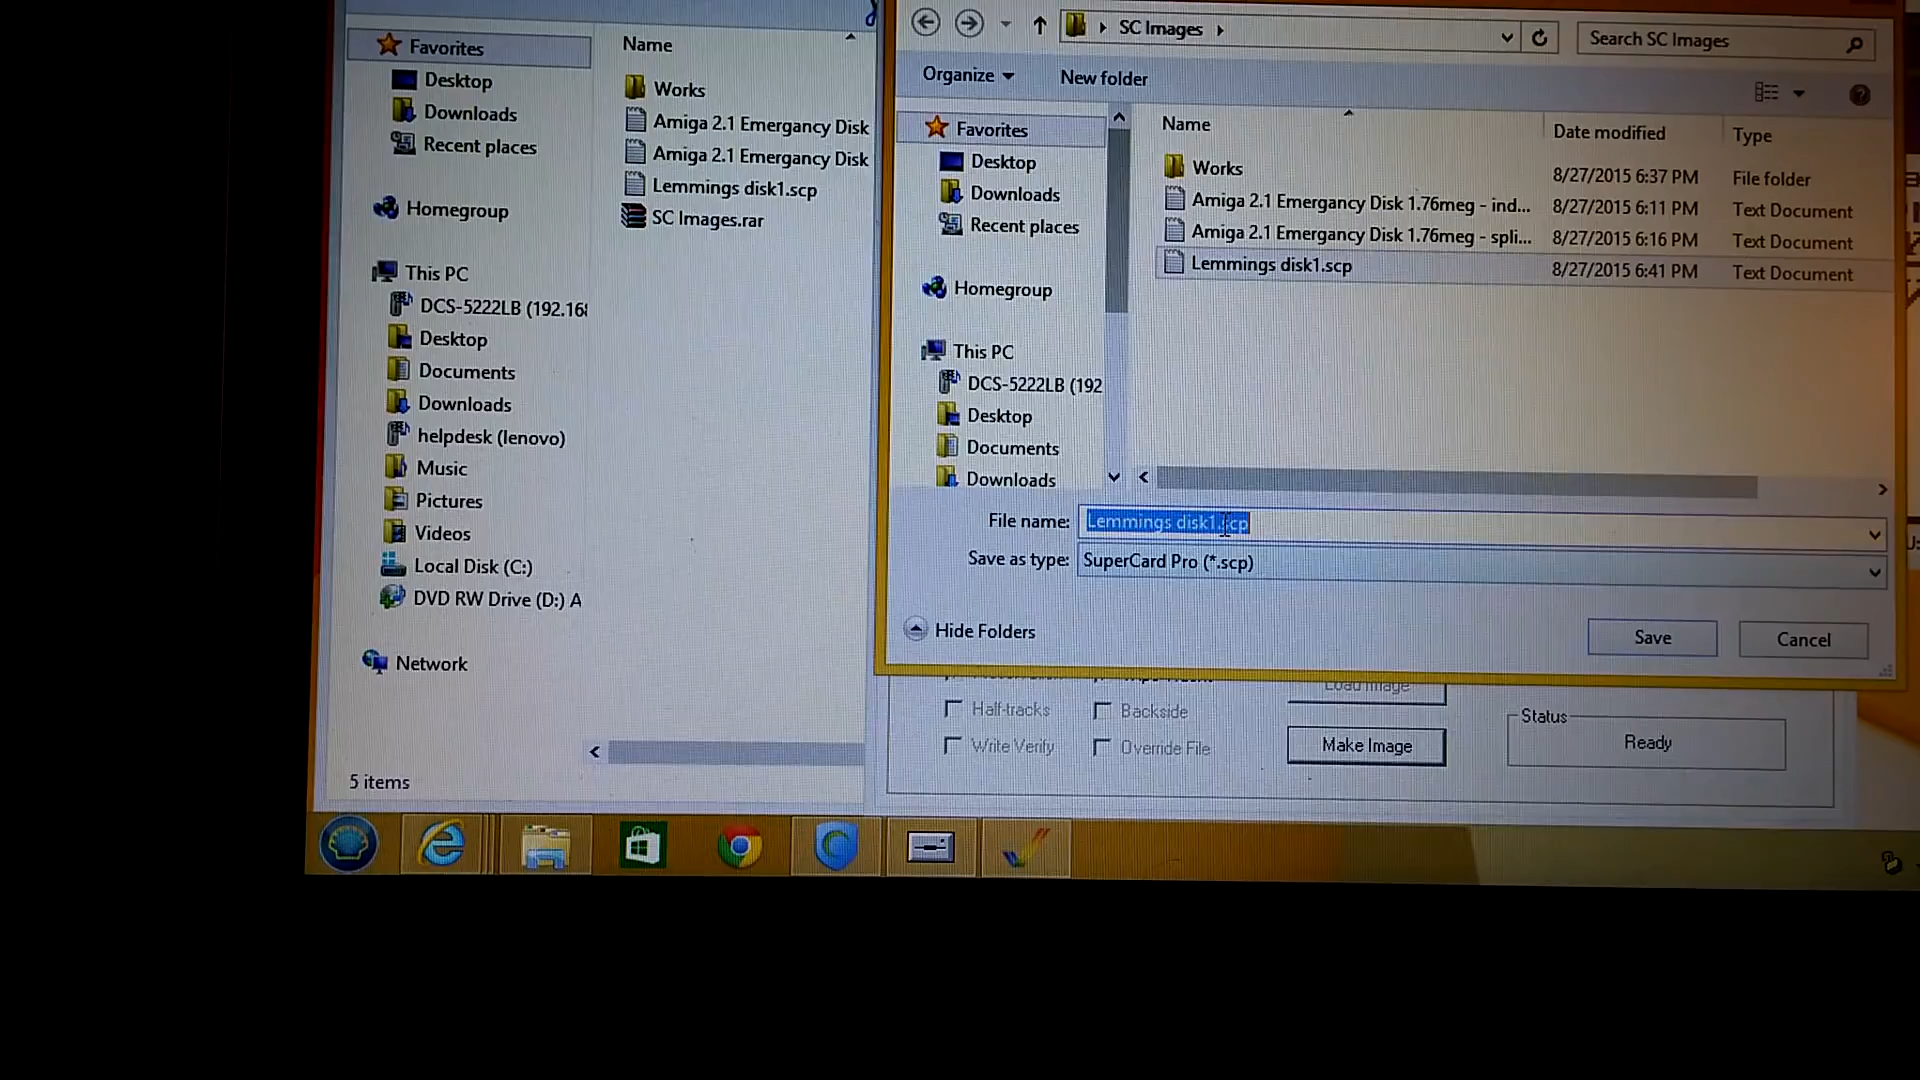 Favorites
Desktop
Downloads
Recent places
Homegroup
This PC
DCS-5222LB (192.168
Desktop
Documents
Downloads
helpdesk (lenovo)
Music
Pictures
Videos
Local Disk (C:)
DVD RW Drive (D:) A
Network
5 items
Name
Works
Amiga 2.1 Emergancy Disk
Amiga 2.1 Emergancy Disk
Lemmings disk1.scp
SC Images.rar
SC Images
Search SC Images
Organize
New folder
Favorites
Desktop
Downloads
Recent places
Homegroup
This PC
DCS-5222LB (192
Desktop
Documents
Downloads
Name Date modified Type
Works 8/27/2015 6:37 PM File folder
Amiga 2.1 Emergancy Disk 1.76meg - ind... 8/27/2015 6:11 PM Text Document
Amiga 2.1 Emergancy Disk 1.76meg - spli... 8/27/2015 6:16 PM Text Document
Lemmings disk1.scp 8/27/2015 6:41 PM Text Document
File name: Lemmings disk1.scp
Save as type: SuperCard Pro (*.scp)
Hide Folders
Save
Cancel
Load Image
Half-tracks
Backside
Write Verify
Override File
Make Image
Status
Ready